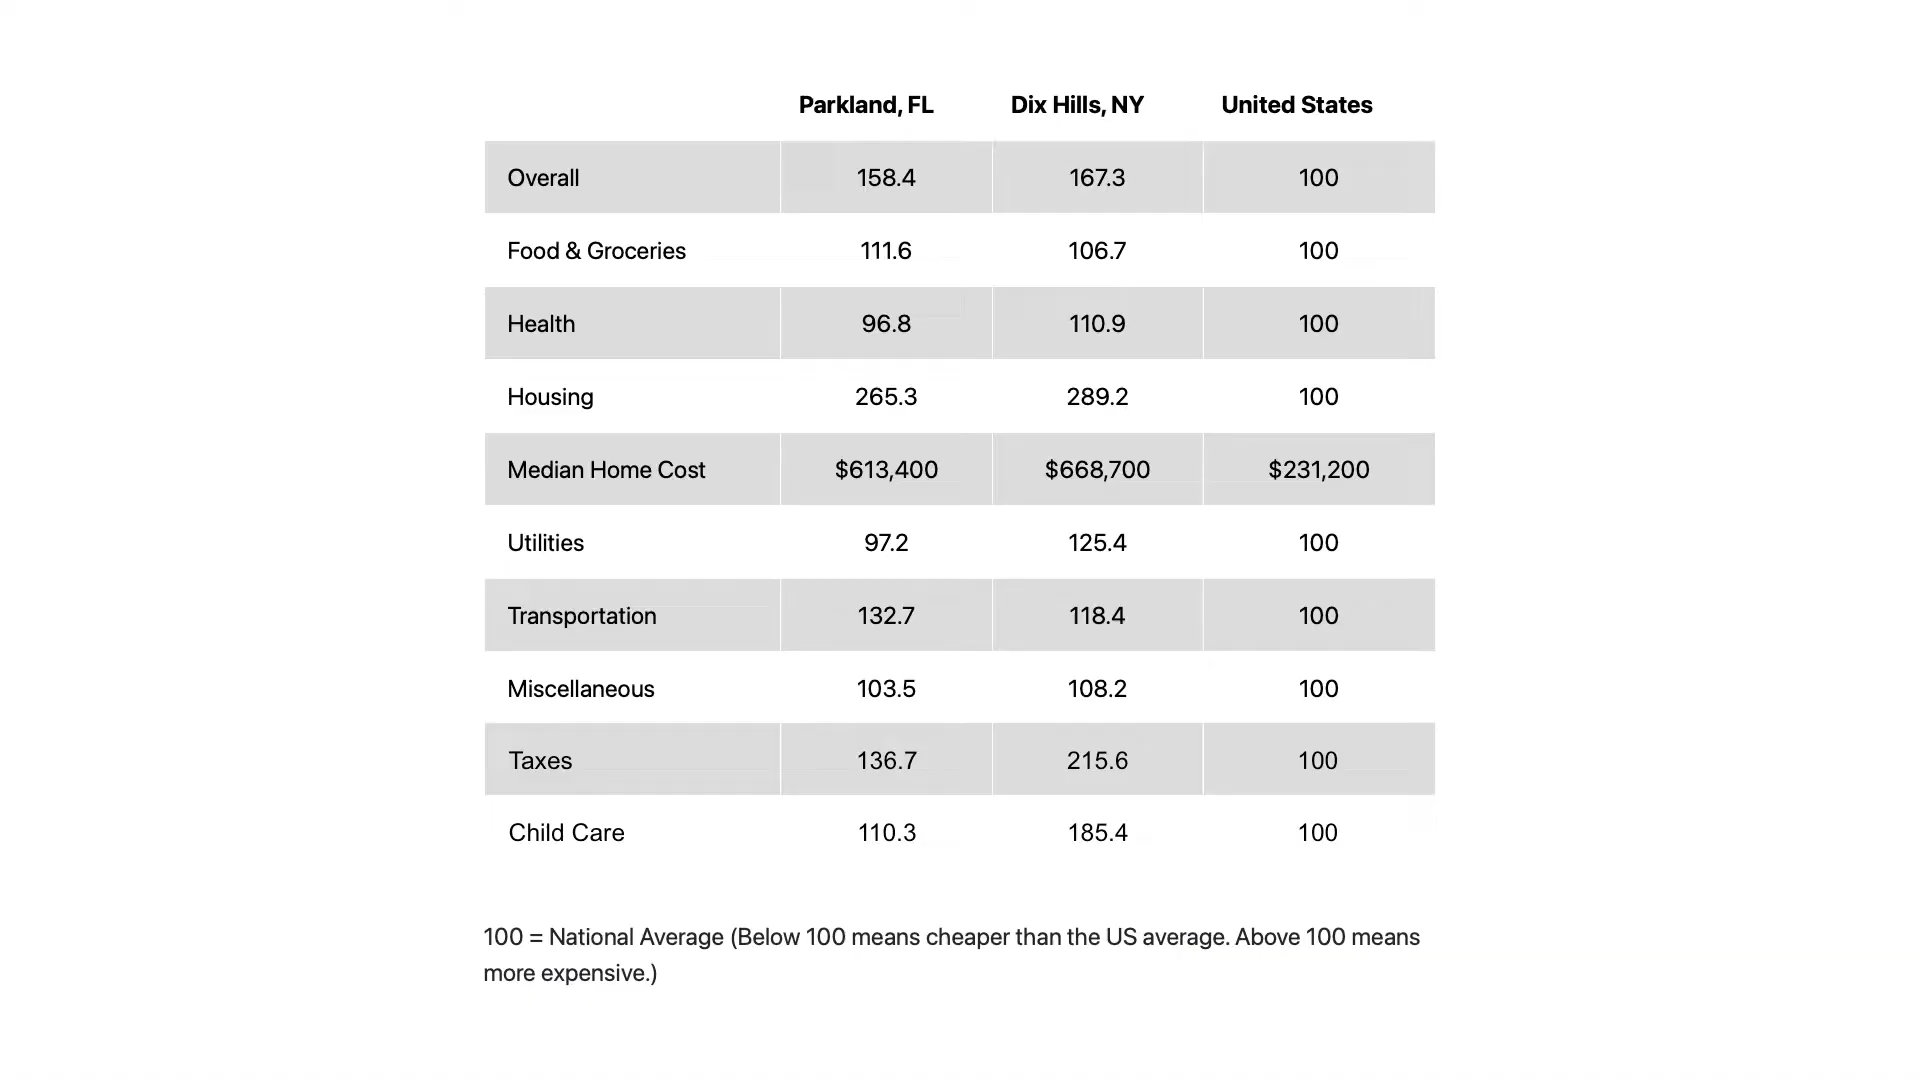 Parkland, FL Dix Hills, NY United States
Overall 158.4 167.3 100
Food & Groceries 111.6 106.7 100
Health 96.8 110.9 100
Housing 265.3 289.2 100
Median Home Cost $613,400 $668,700 $231,200
Utilities 97.2 125.4 100
Transportation 132.7 118.4 100
Miscellaneous 103.5 108.2 100
Taxes 136.7 215.6 100
Child Care 110.3 185.4 100
100 = National Average (Below 100 means cheaper than the US average. Above 100 means
more expensive.)